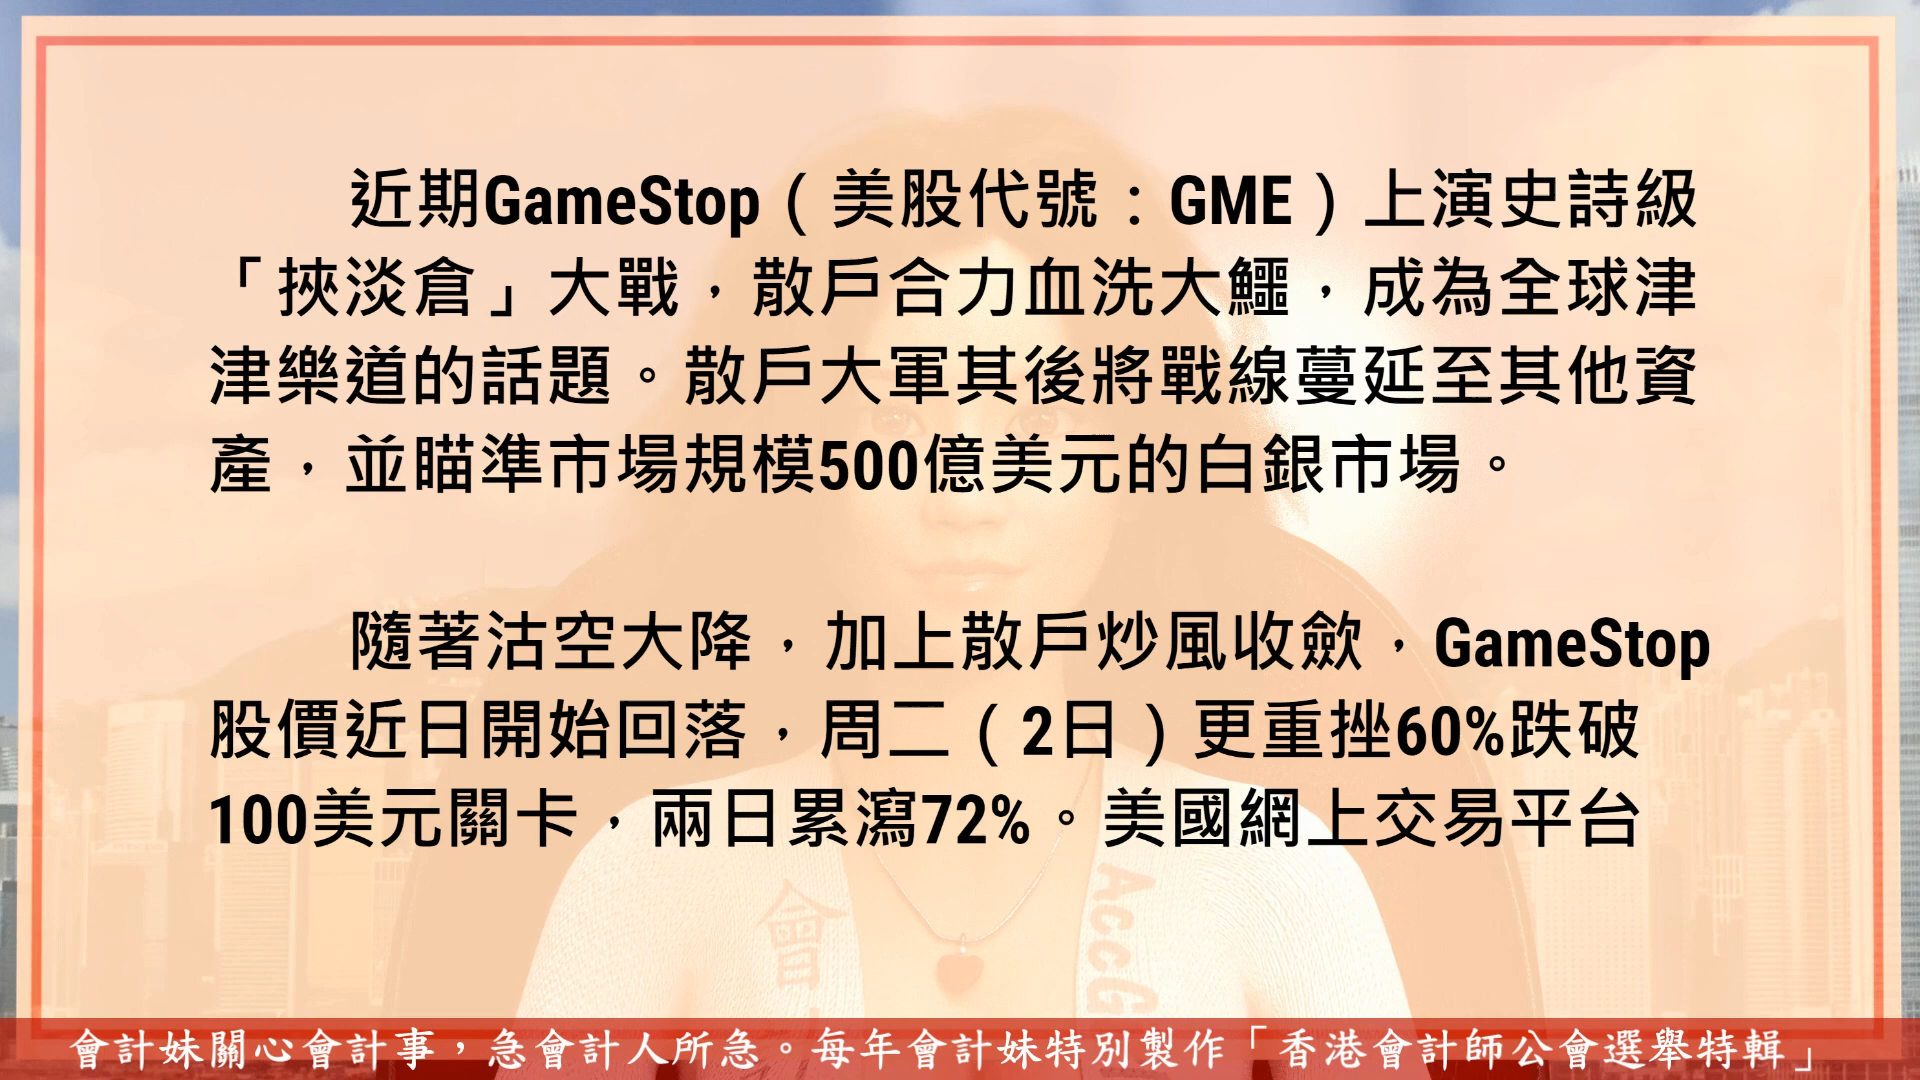 近期GameStop（美股代號：GME）上演史詩級
「挾淡倉」大戰，散戶合力血洗大鱷，成為全球津
津樂道的話題。散戶大軍其後將戰線蔓延至其他資
產，並瞄準市場規模500億美元的白銀市場。
隨著沽空大降，加上散戶炒風收歛，GameStop
股價近日開始回落，周二（2日）更重挫60%跌破
100美元關卡，兩日累瀉72%。美國網上交易平台
會
AccG
會計妹關心會計事，急會計人所急。每年會計妹特別製作「香港會計師公會選舉特輯」